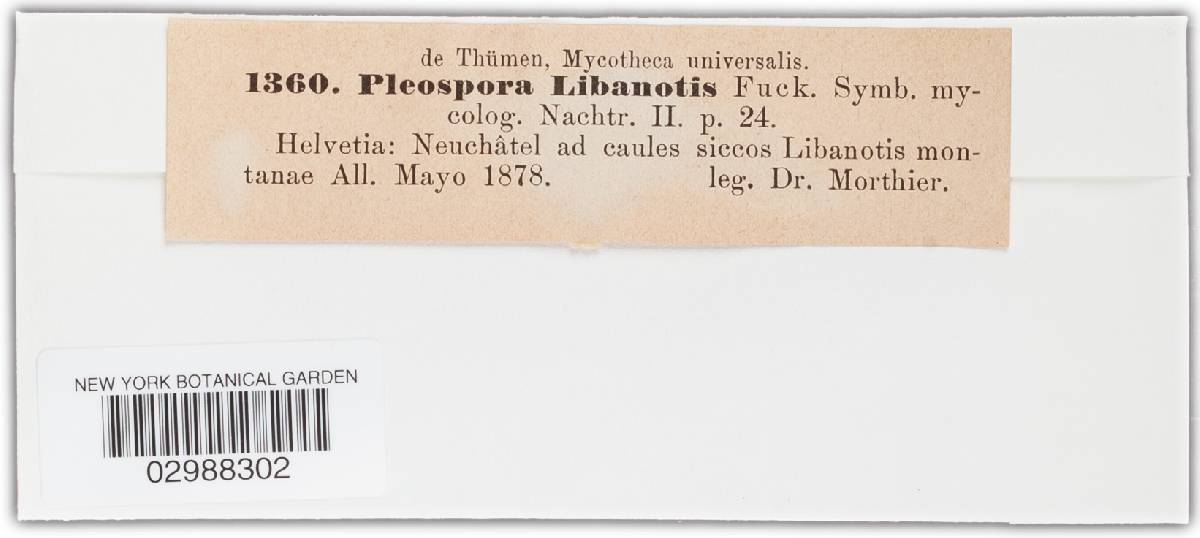 de Thümen, Mycotheca universalis.
1360. Pleospora Libanotis Fuck. Symb. my-
colog. Nachtr. II. p. 24.
Helvetia: Neuchâtel ad caules siccos Libanotis mon-
tanae All. Mayo 1878. leg. Dr. Morthier.
NEW YORK BOTANICAL GARDEN
02988302